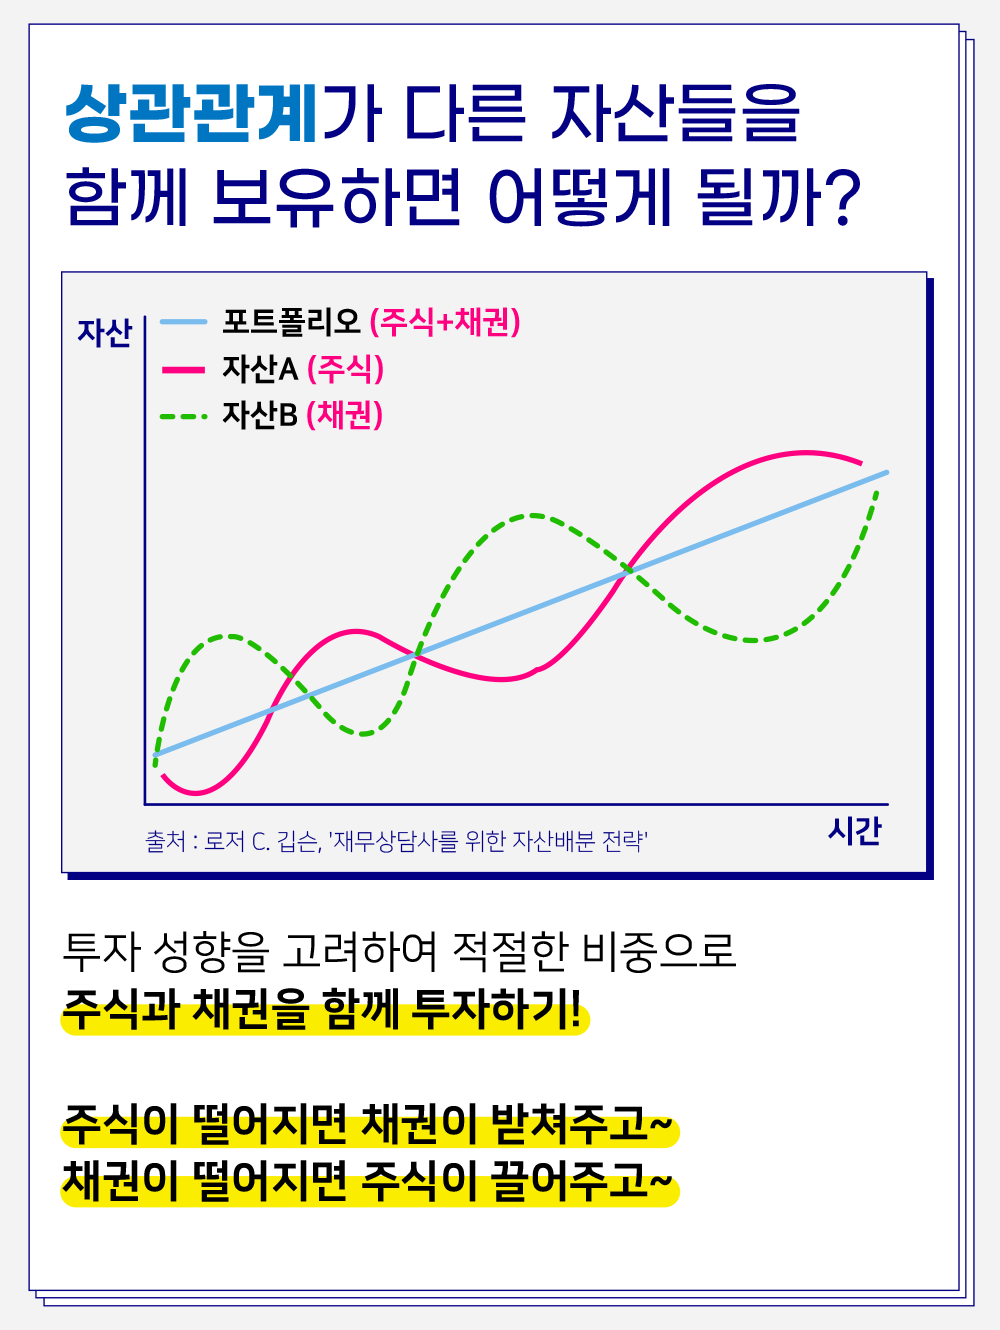 상관관계가 다른 자산들을
함께 보유하면 어떻게 될까?
자산
포트폴리오 (주식+채권)
자산A (주식)
자산B (채권)
시간
출처 : 로저 C. 깁슨, '재무상담사를 위한 자산배분 전략'
투자 성향을 고려하여 적절한 비중으로
주식과 채권을 함께 투자하기!
주식이 떨어지면 채권이 받쳐주고~
채권이 떨어지면 주식이 끌어주고~